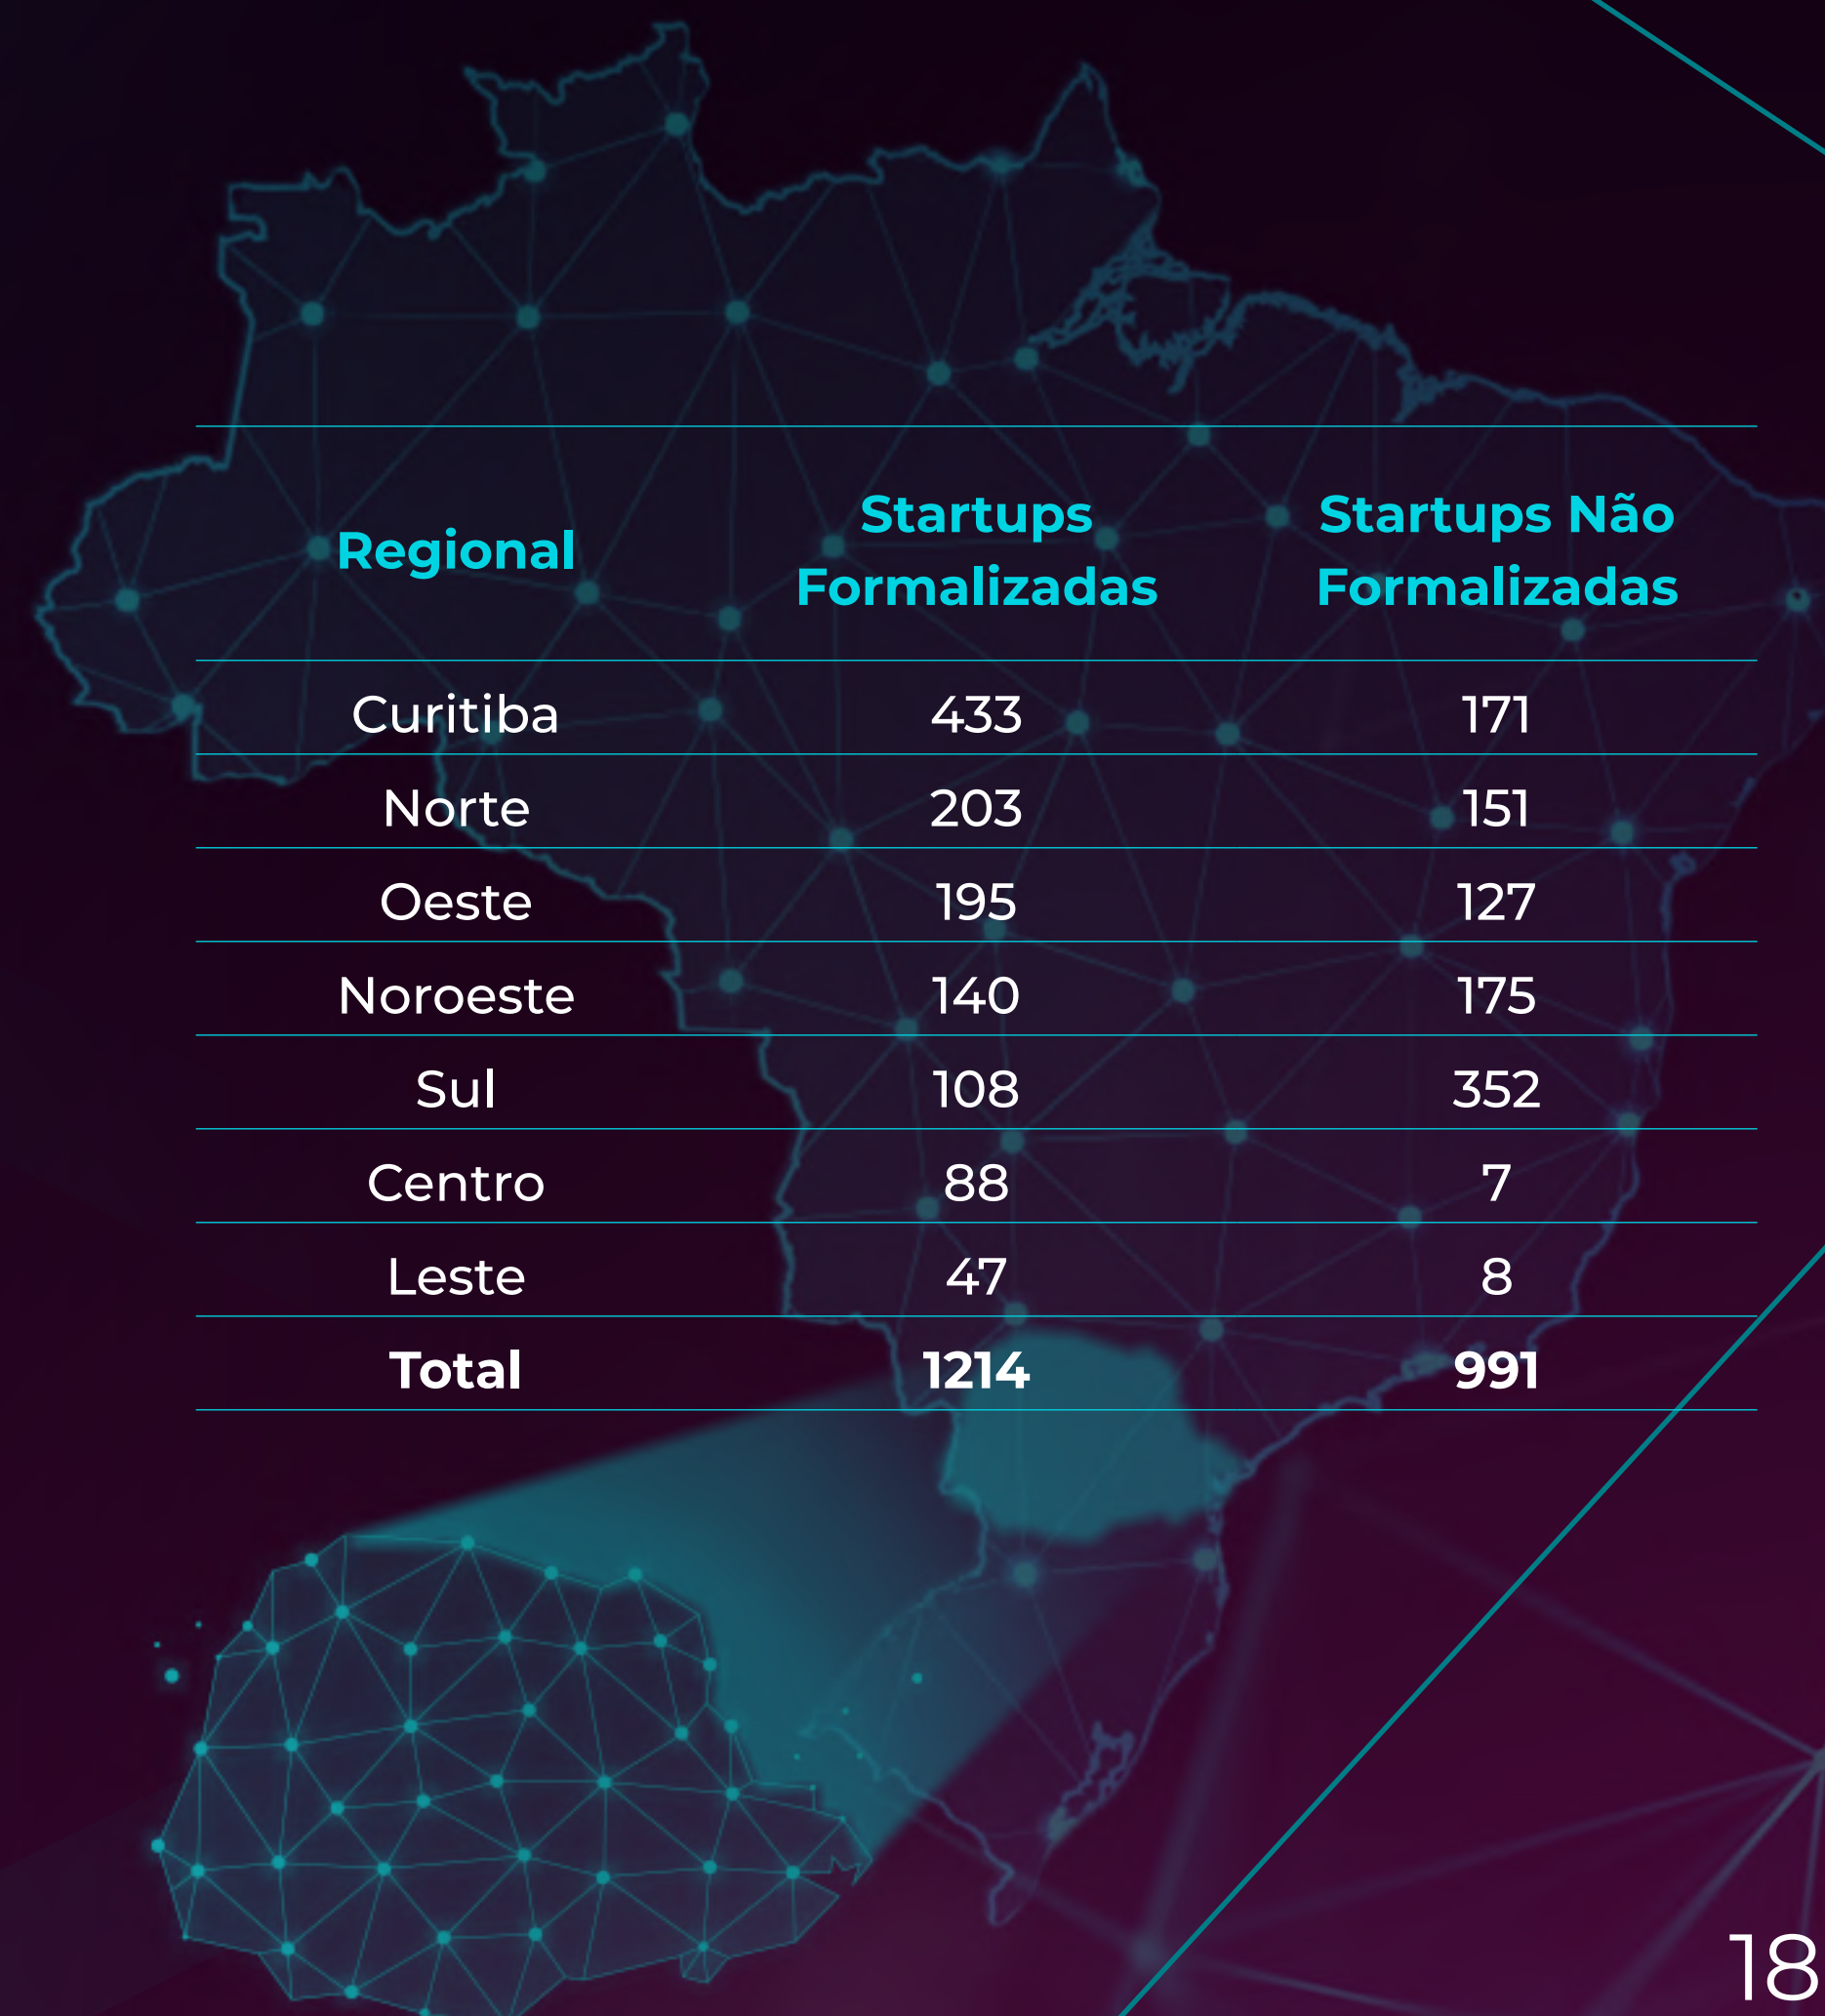 Regional
Startups
Formalizadas
Startups Não
Formalizadas
Curitiba 433 171
Norte 203 151
Oeste 195 127
Noroeste 140 175
Sul 108 352
Centro 88 7
Leste 47 8
Total 1214 991
18